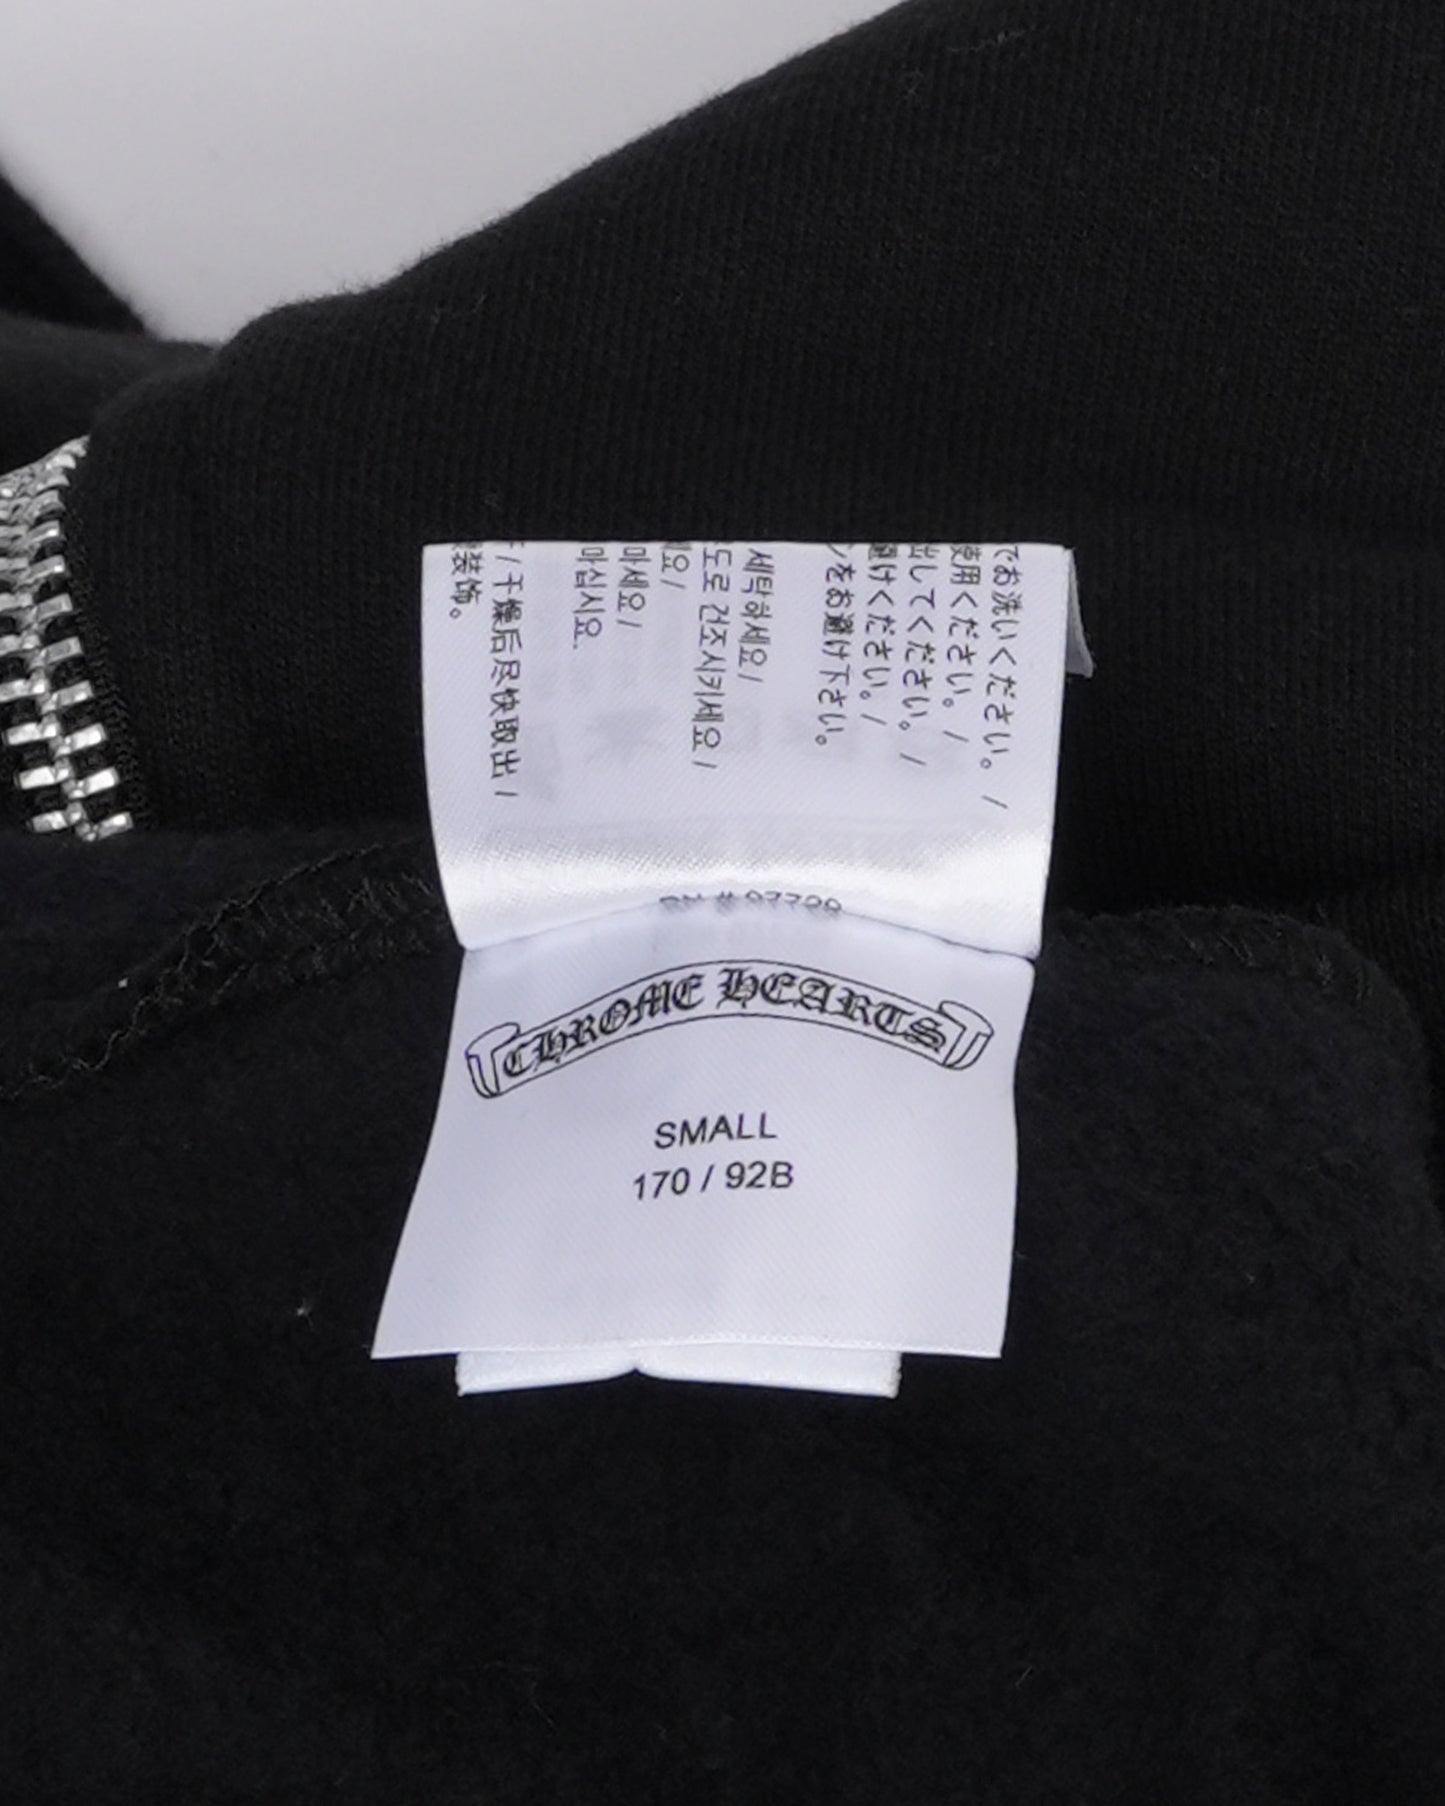 でお洗いください。 /
使用ください。 /
出してください。 /
避けください。 /
ンをお避け下さい。
세탁하세요 /
도로 건조시키세요 /
요 /
마세요 /
마십시요.
/ 干燥后尽快取出 /
装饰。
CHROME HEARTS
SMALL
170 / 92B